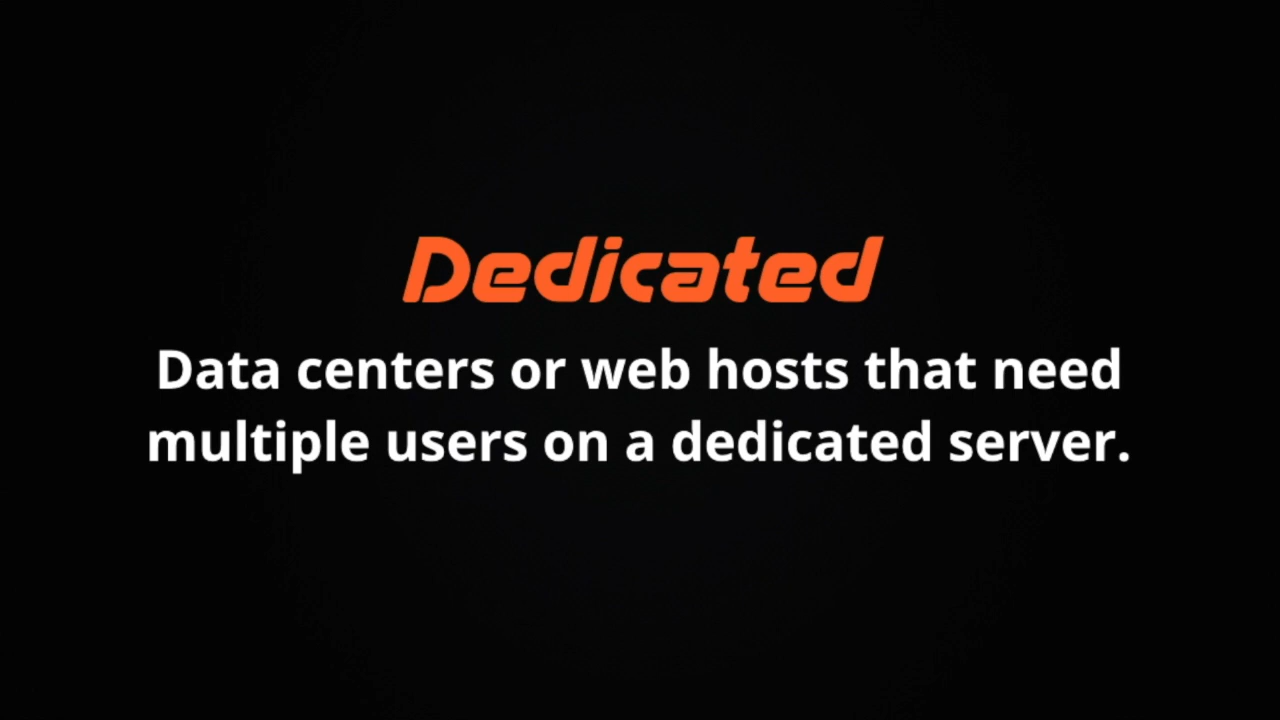 Dedicated
Data centers or web hosts that need
multiple users on a dedicated server.